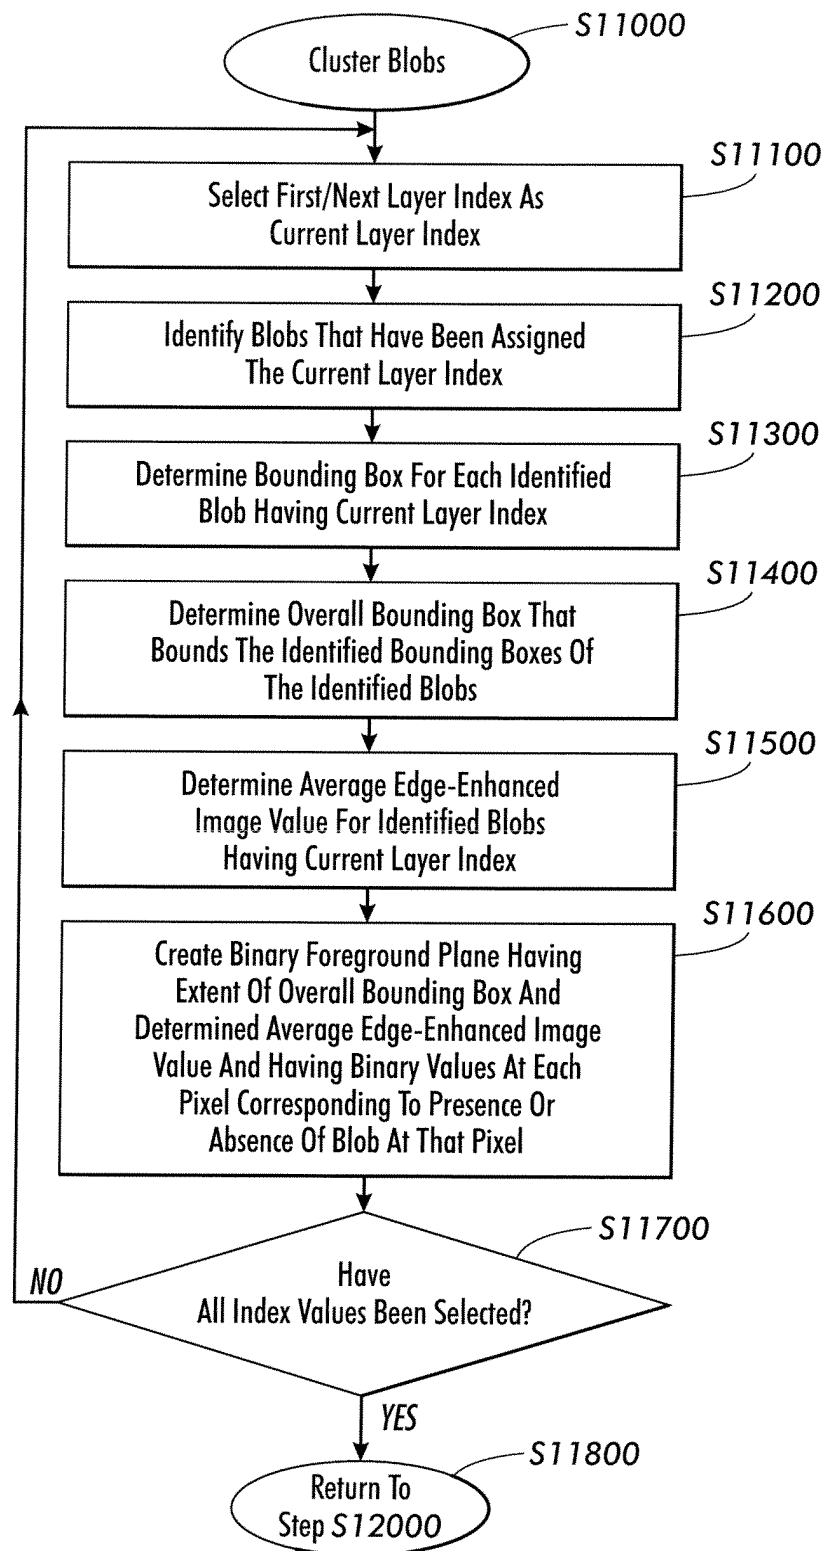 S11000
Cluster Blobs
S11100
Select First/Next Layer Index As
Current Layer Index
S11200
Identify Blobs That Have Been Assigned
The Current Layer Index
S11300
Determine Bounding Box For Each Identified
Blob Having Current Layer Index
S11400
Determine Overall Bounding Box That
Bounds The Identified Bounding Boxes Of
The Identified Blobs
S11500
Determine Average Edge-Enhanced
Image Value For Identified Blobs
Having Current Layer Index
S11600
Create Binary Foreground Plane Having
Extent Of Overall Bounding Box And
Determined Average Edge-Enhanced Image
Value And Having Binary Values At Each
Pixel Corresponding To Presence Or
Absence Of Blob At That Pixel
S11700
Have
All Index Values Been Selected?
NO
YES
S11800
Return To
Step S12000